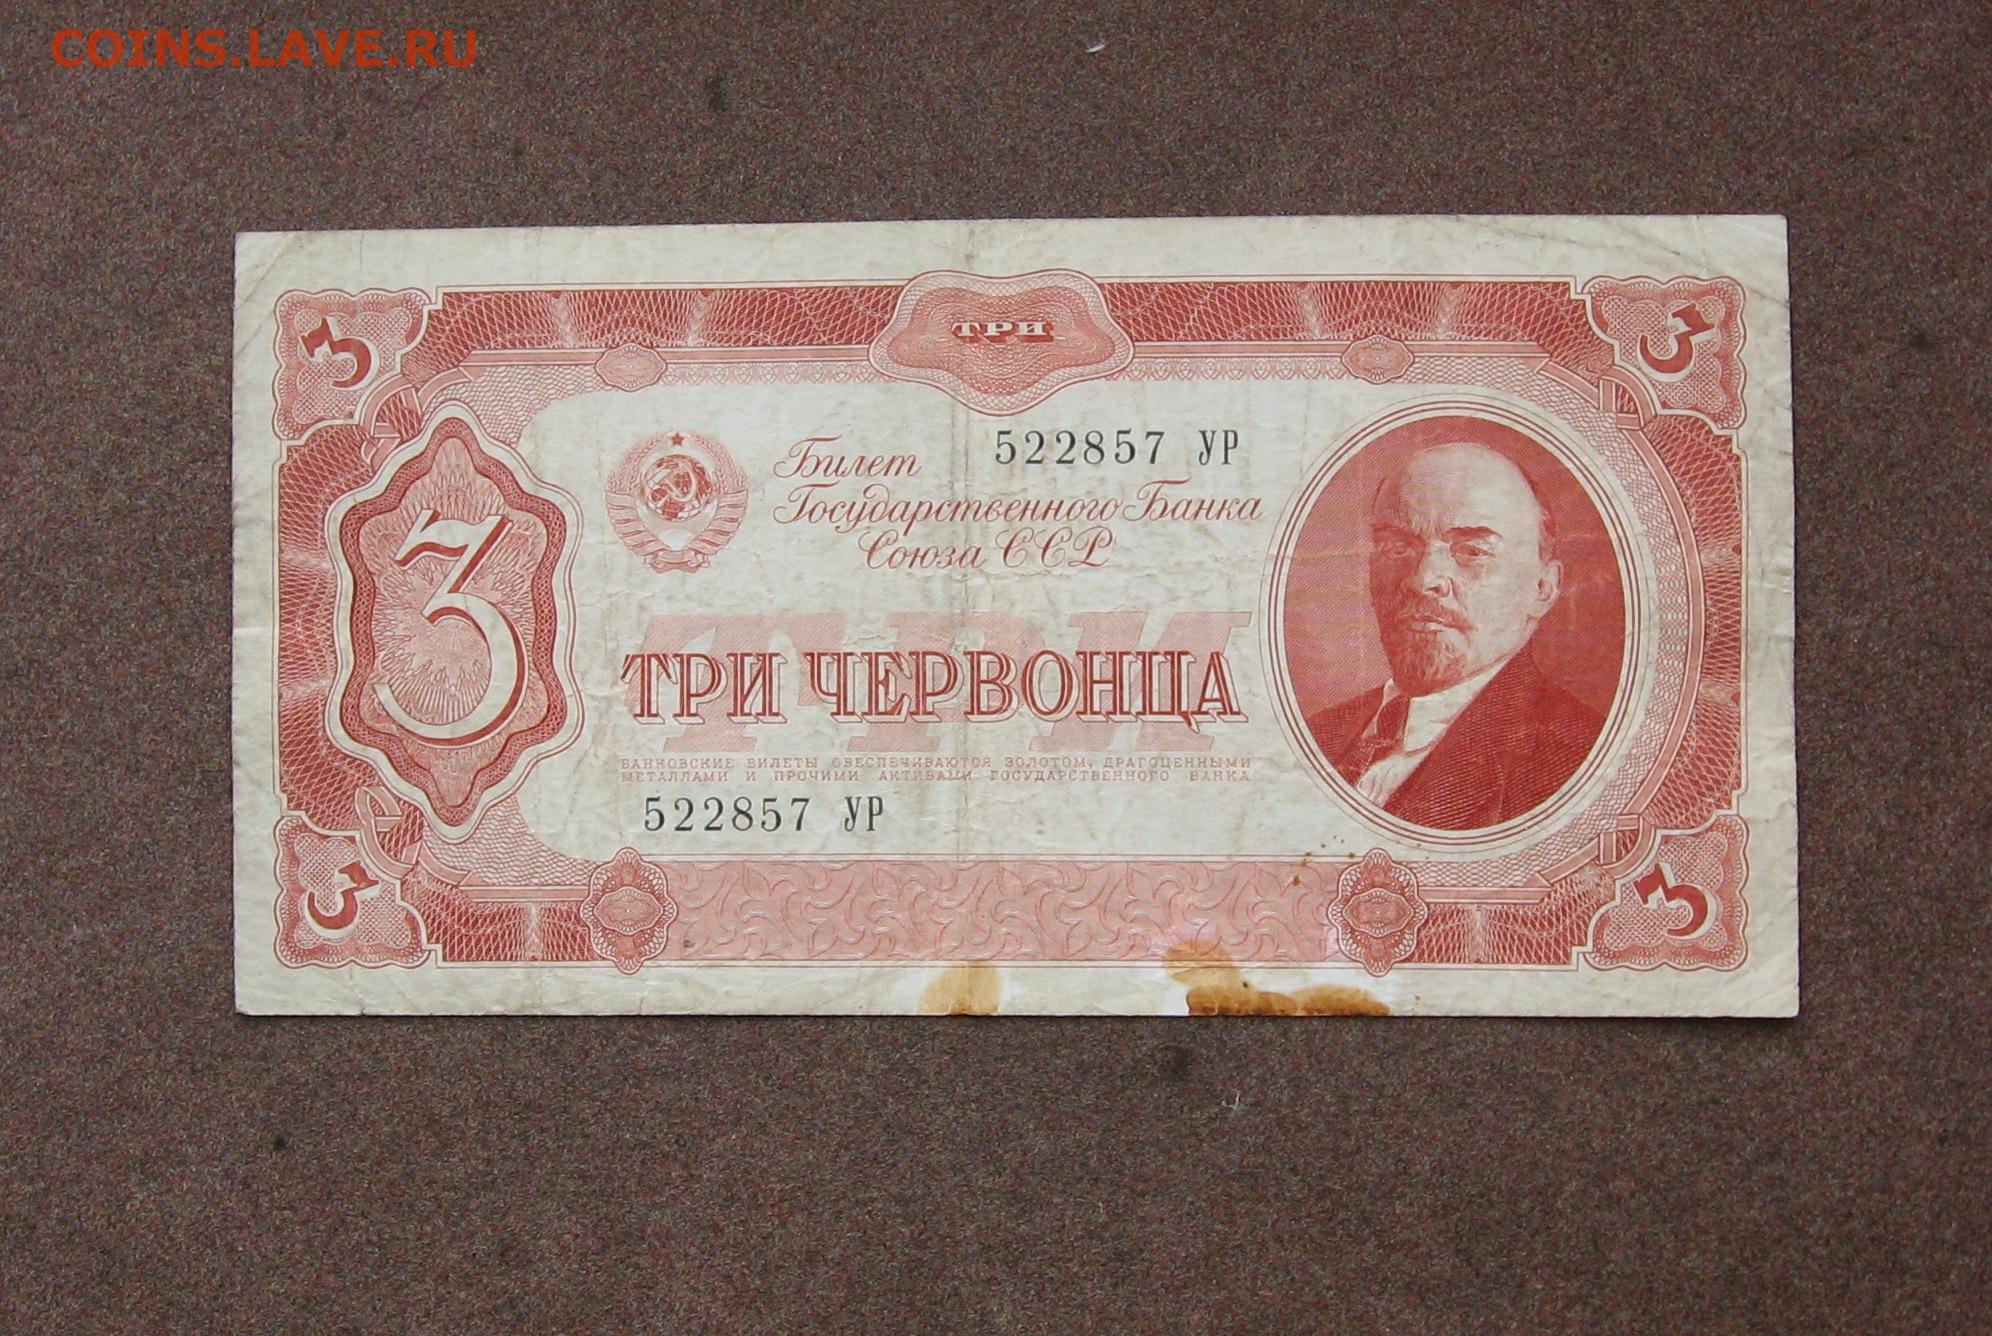 COINS.LAVE.RU
3 ТРИ 3
522857 УР
Билет
Государственного Банка
Союза ССР
3
ТРИ
ТРИ ЧЕРВОНЦА
БАНКОВСКИЕ БИЛЕТЫ ОБЕСПЕЧИВАЮТСЯ ЗОЛОТОМ, ДРАГОЦЕННЫМИ
МЕТАЛЛАМИ И ПРОЧИМИ АКТИВАМИ ГОСУДАРСТВЕННОГО БАНКА
522857 УР
3 3